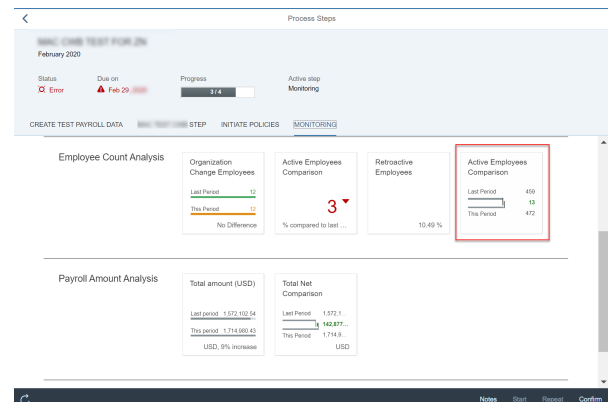 Process Steps
MAC CWB TEST FOR ZN
February 2020
Status
Due on
Progress
Active step
Error
Feb 29
3 / 4
Monitoring
CREATE TEST PAYROLL DATA
STEP
INITIATE POLICIES
MONITORING
Employee Count Analysis
Organization
Change Employees
Last Period 12
This Period 12
No Difference
Active Employees
Comparison
3
% compared to last ...
Retroactive
Employees
10.49 %
Active Employees
Comparison
Last Period 459
13
This Period 472
Payroll Amount Analysis
Total amount (USD)
Last period 1,572,102.54
This period 1,714,980.43
USD, 9% increase
Total Net
Comparison
Last Period 1,572,1...
142,877...
This Period 1,714,9...
USD
Notes Start Repeat Confirm